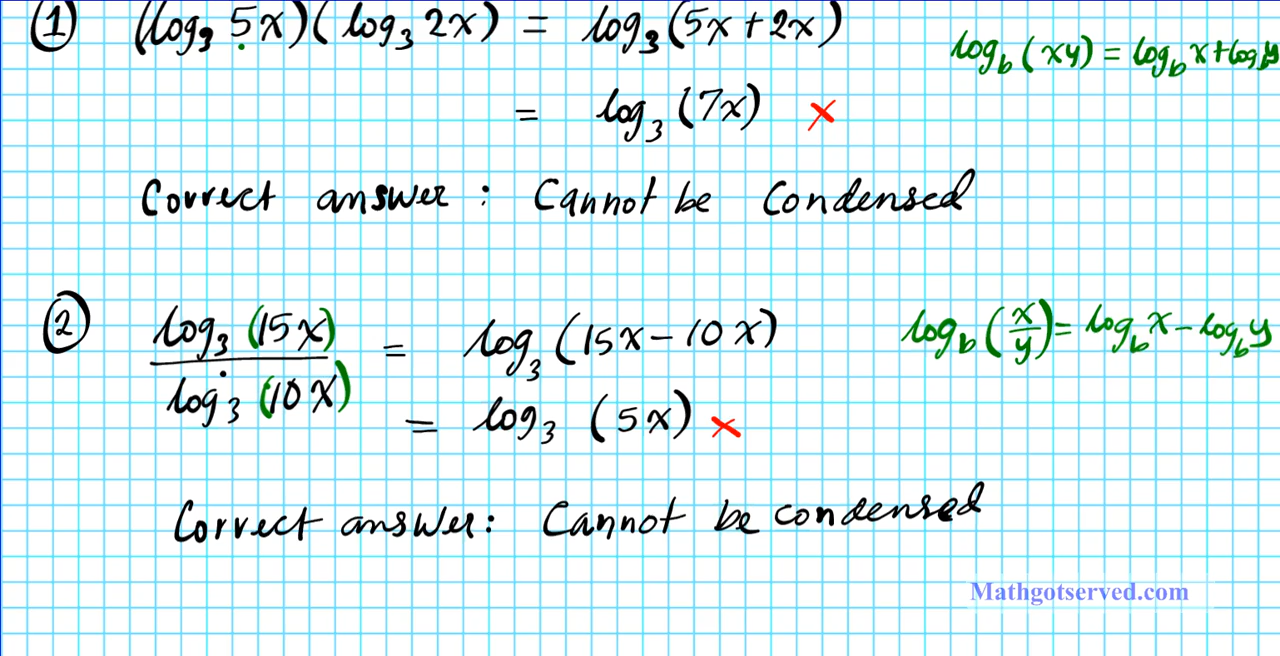 (1) (log₃ 5x)(log₃ 2x) = log₃(5x + 2x)
log_b(xy) = log_b x + log_b y
= log₃(7x) ×
Correct answer : Cannot be Condensed
(2) log₃(15x) / log₃(10x) = log₃(15x − 10x)
log_b(x/y) = log_b x − log_b y
= log₃(5x) ×
Correct answer: Cannot be condensed
Mathgotserved.com